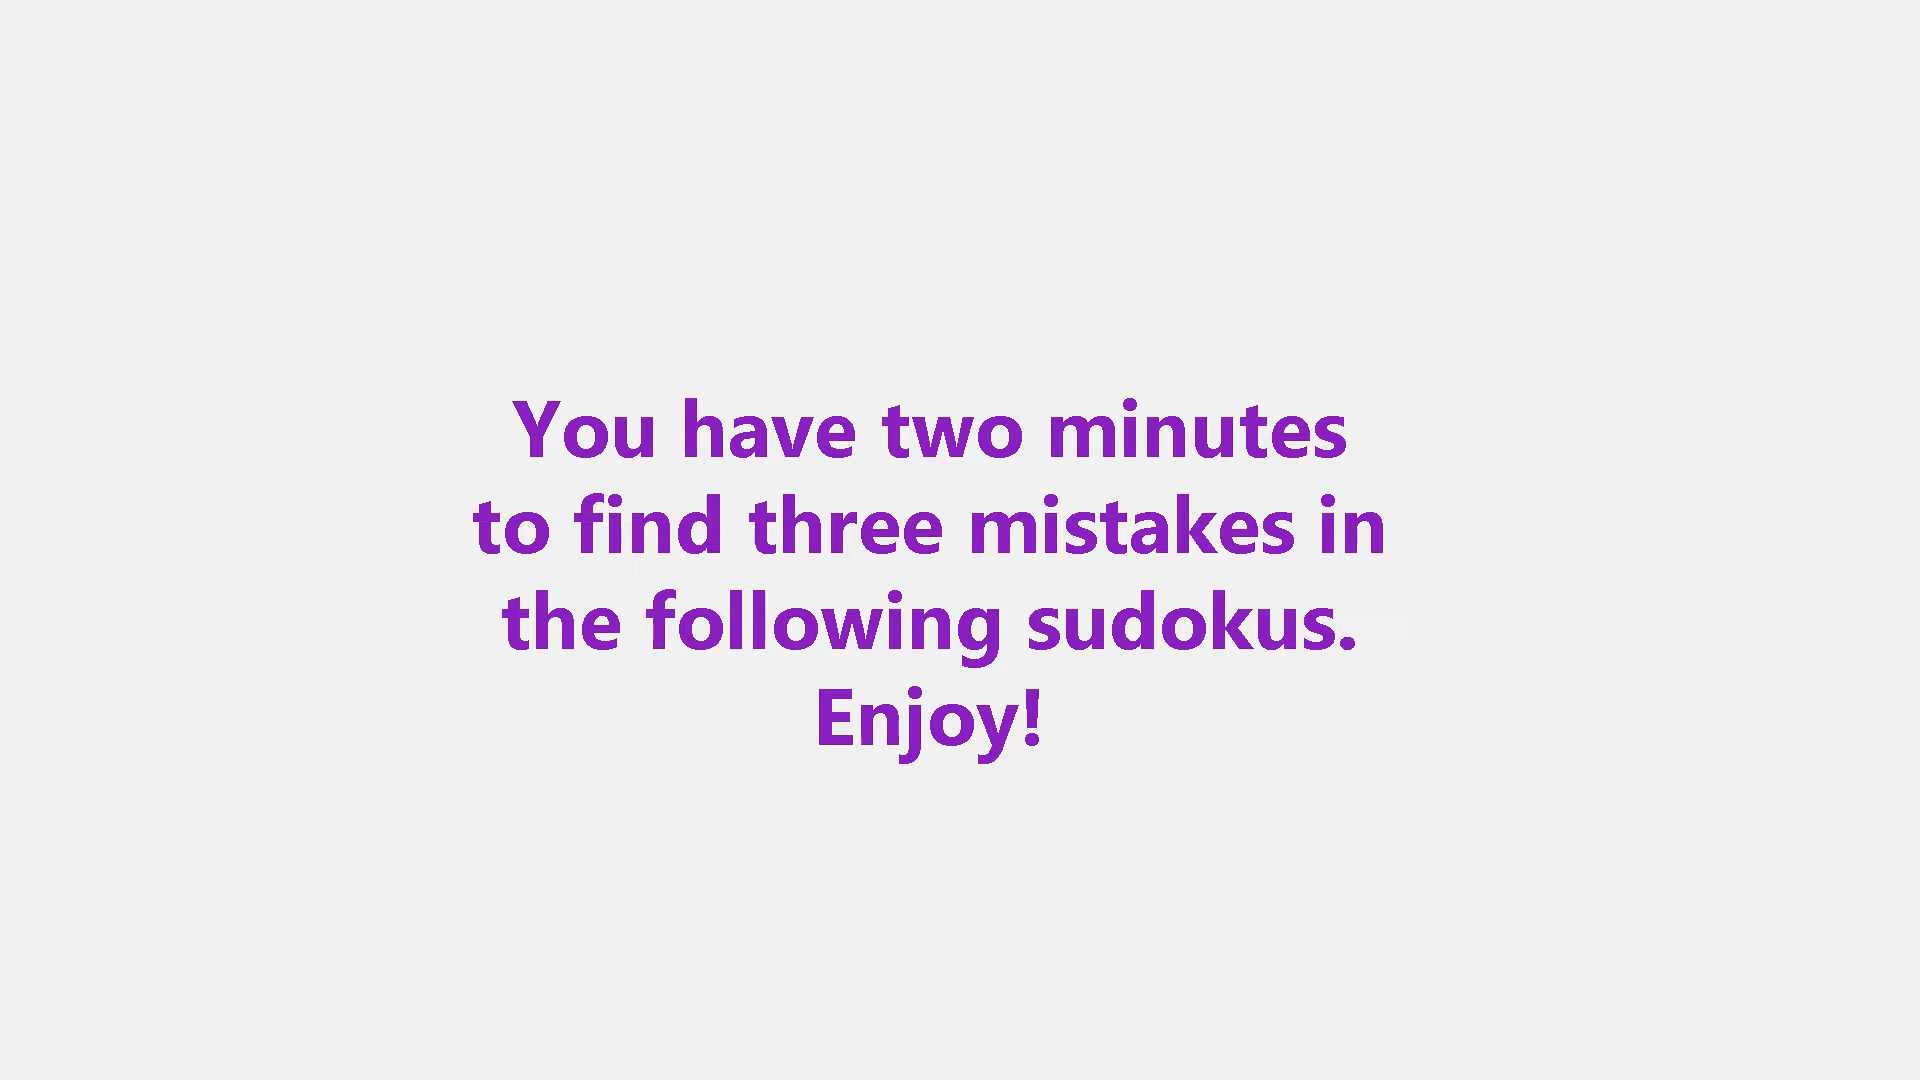 You have two minutes
to find three mistakes in
the following sudokus.
Enjoy!